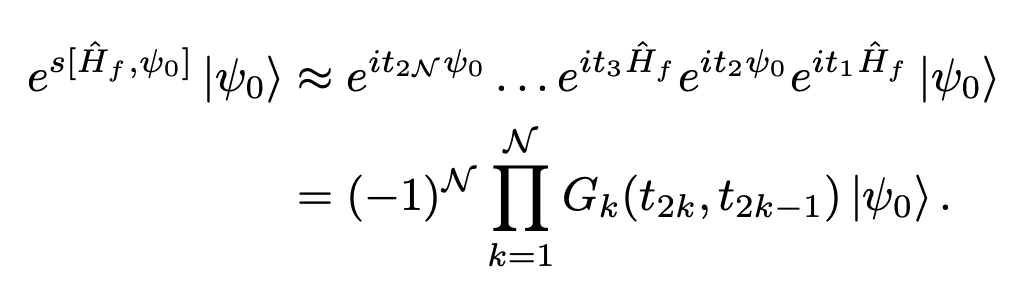 e^{s[\hat{H}_f,\psi_0]} |\psi_0\rangle \approx e^{it_{2\mathcal{N}}\psi_0} \dots e^{it_3\hat{H}_f} e^{it_2\psi_0} e^{it_1\hat{H}_f} |\psi_0\rangle
= (-1)^{\mathcal{N}} \prod_{k=1}^{\mathcal{N}} G_k(t_{2k}, t_{2k-1}) |\psi_0\rangle .